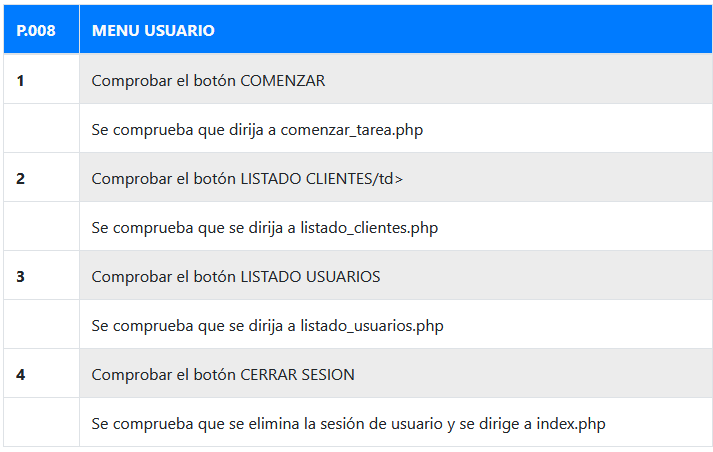 P.008 MENU USUARIO
1 Comprobar el botón COMENZAR
Se comprueba que dirija a comenzar_tarea.php
2 Comprobar el botón LISTADO CLIENTES/td>
Se comprueba que se dirija a listado_clientes.php
3 Comprobar el botón LISTADO USUARIOS
Se comprueba que se dirija a listado_usuarios.php
4 Comprobar el botón CERRAR SESION
Se comprueba que se elimina la sesión de usuario y se dirige a index.php